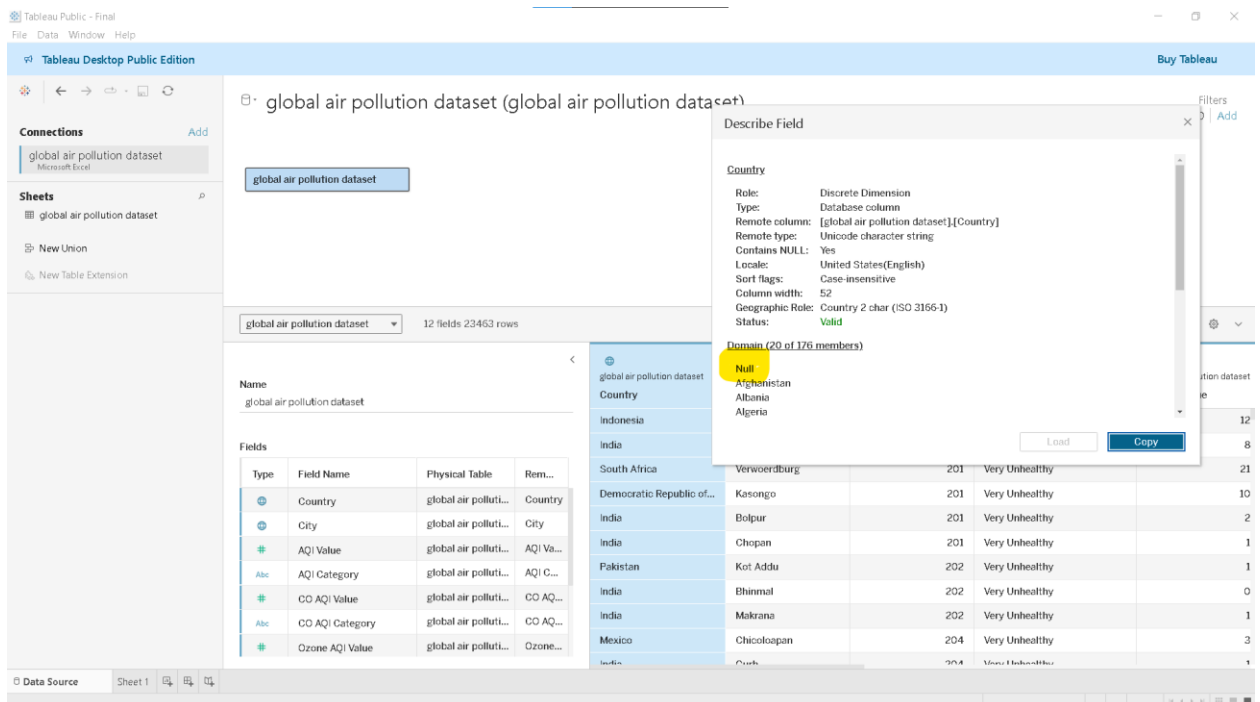 Tableau Public - Final
File Data Window Help
Tableau Desktop Public Edition
Buy Tableau
global air pollution dataset (global air pollution dataset)
Filters
Add
Connections
Add
global air pollution dataset
Microsoft Excel
Sheets
global air pollution dataset
New Union
New Table Extension
global air pollution dataset
Describe Field
Country
Role: Discrete Dimension
Type: Database column
Remote column: [global air pollution dataset].[Country]
Remote type: Unicode character string
Contains NULL: Yes
Locale: United States(English)
Sort flags: Case-insensitive
Column width: 52
Geographic Role: Country 2 char (ISO 3166-1)
Status: Valid
Domain (20 of 176 members)
Null
Afghanistan
Albania
Algeria
Load Copy
global air pollution dataset 12 fields 23463 rows
Name
global air pollution dataset
Fields
Type Field Name Physical Table Rem...
Country global air polluti... Country
City global air polluti... City
# AQI Value global air polluti... AQI Va...
Abc AQI Category global air polluti... AQI C...
# CO AQI Value global air polluti... CO AQ...
Abc CO AQI Category global air polluti... CO AQ...
# Ozone AQI Value global air polluti... Ozone...
global air pollution dataset
Country
Indonesia 12
India 8
South Africa Verwoerdburg 201 Very Unhealthy 21
Democratic Republic of... Kasongo 201 Very Unhealthy 10
India Bolpur 201 Very Unhealthy 2
India Chopan 201 Very Unhealthy 1
Pakistan Kot Addu 202 Very Unhealthy 1
India Bhinmal 202 Very Unhealthy 0
India Makrana 202 Very Unhealthy 1
Mexico Chicoloapan 204 Very Unhealthy 3
India 204 Very Unhealthy 1
Data Source Sheet 1